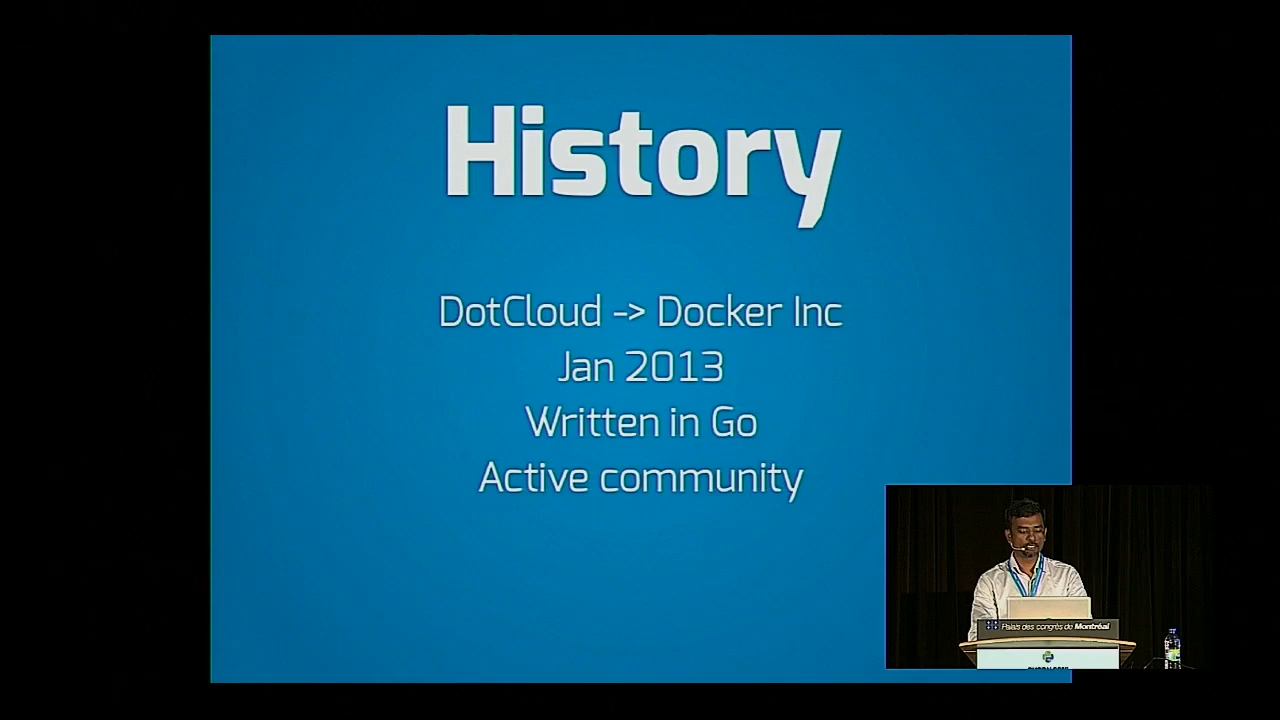 History
DotCloud -> Docker Inc
Jan 2013
Written in Go
Active community
Palais des congrès de Montréal